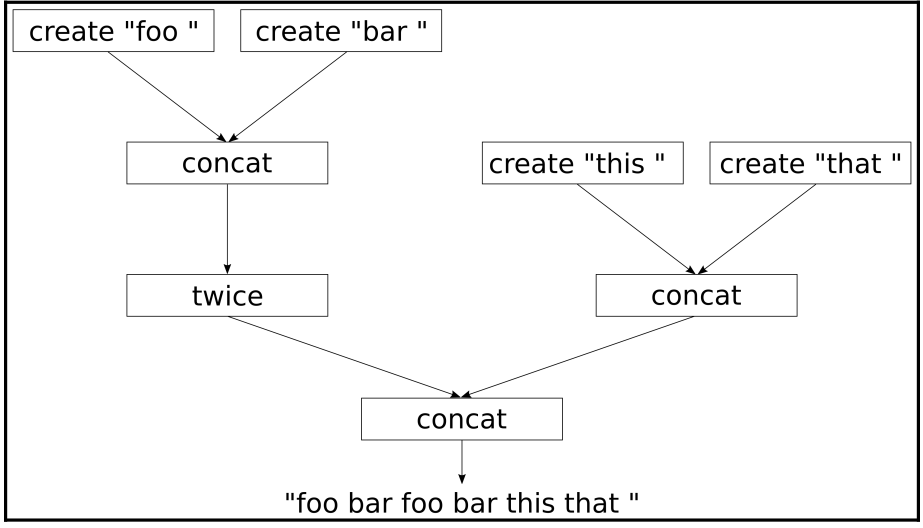 create "foo "
create "bar "
concat
create "this "
create "that "
twice
concat
concat
"foo bar foo bar this that "